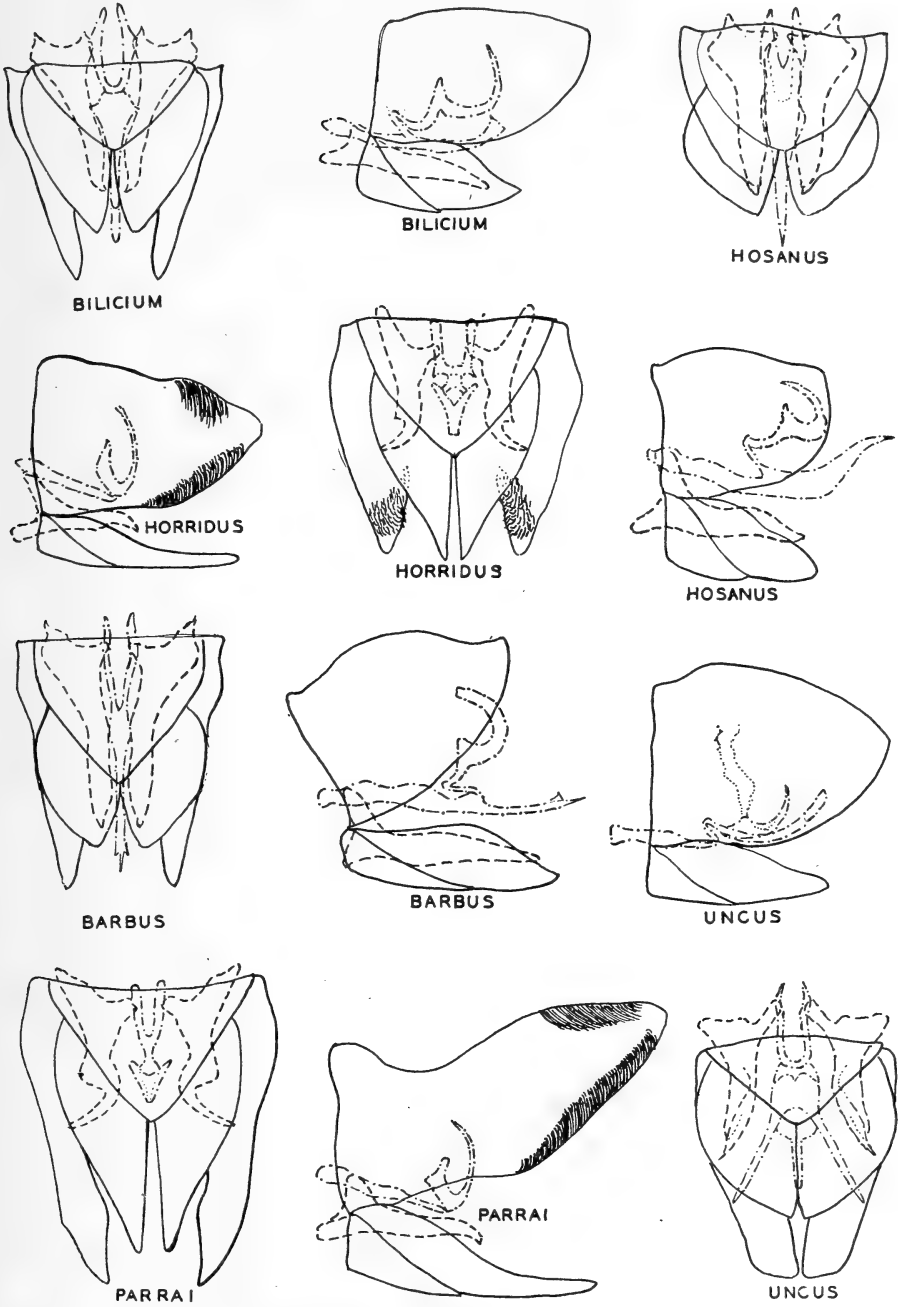 BILICIUM
BILICIUM
HOSANUS
HORRIDUS
HORRIDUS
HOSANUS
BARBUS
BARBUS
UNCUS
PARRAI
PARRAI
UNCUS